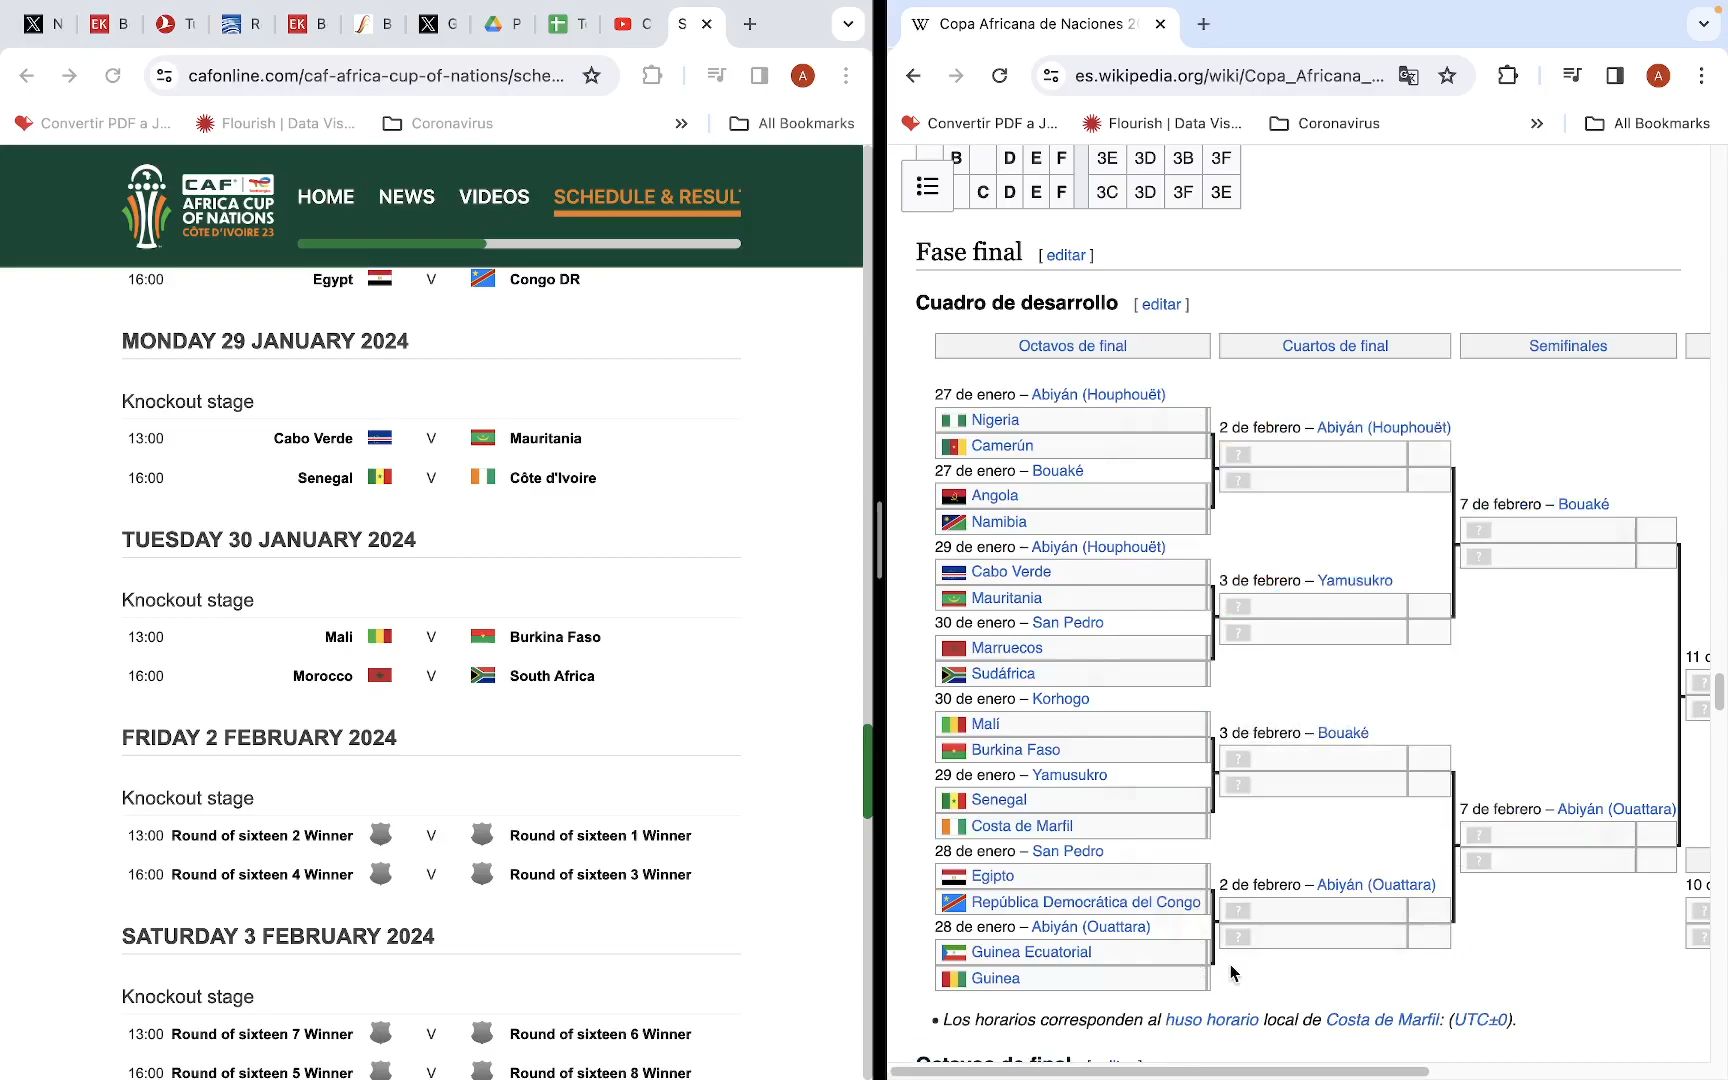 N
B
B
B
G
P
C
S
Copa Africana de Naciones 2
cafonline.com/caf-africa-cup-of-nations/sche...
A
es.wikipedia.org/wiki/Copa_Africana_...
A
Convertir PDF a J...
Flourish | Data Vis...
Coronavirus
»
All Bookmarks
Convertir PDF a J...
Flourish | Data Vis...
Coronavirus
»
All Bookmarks
CAF
AFRICA CUP
OF NATIONS
CÔTE D'IVOIRE 23
HOME
NEWS
VIDEOS
SCHEDULE & RESUL
16:00 Egypt V Congo DR
MONDAY 29 JANUARY 2024
Knockout stage
13:00 Cabo Verde V Mauritania
16:00 Senegal V Côte d'Ivoire
TUESDAY 30 JANUARY 2024
Knockout stage
13:00 Mali V Burkina Faso
16:00 Morocco V South Africa
FRIDAY 2 FEBRUARY 2024
Knockout stage
13:00 Round of sixteen 2 Winner V Round of sixteen 1 Winner
16:00 Round of sixteen 4 Winner V Round of sixteen 3 Winner
SATURDAY 3 FEBRUARY 2024
Knockout stage
13:00 Round of sixteen 7 Winner V Round of sixteen 6 Winner
16:00 Round of sixteen 5 Winner V Round of sixteen 8 Winner
B D E F 3E 3D 3B 3F
C D E F 3C 3D 3F 3E
Fase final [ editar ]
Cuadro de desarrollo [ editar ]
Octavos de final
Cuartos de final
Semifinales
27 de enero – Abiyán (Houphouët)
Nigeria
Camerún
27 de enero – Bouaké
Angola
Namibia
29 de enero – Abiyán (Houphouët)
Cabo Verde
Mauritania
30 de enero – San Pedro
Marruecos
Sudáfrica
30 de enero – Korhogo
Malí
Burkina Faso
29 de enero – Yamusukro
Senegal
Costa de Marfil
28 de enero – San Pedro
Egipto
República Democrática del Congo
28 de enero – Abiyán (Ouattara)
Guinea Ecuatorial
Guinea
2 de febrero – Abiyán (Houphouët)
?
?
3 de febrero – Yamusukro
?
?
3 de febrero – Bouaké
?
?
2 de febrero – Abiyán (Ouattara)
?
?
7 de febrero – Bouaké
?
?
7 de febrero – Abiyán (Ouattara)
?
?
11
?
?
10
?
?
• Los horarios corresponden al huso horario local de Costa de Marfil: (UTC±0).